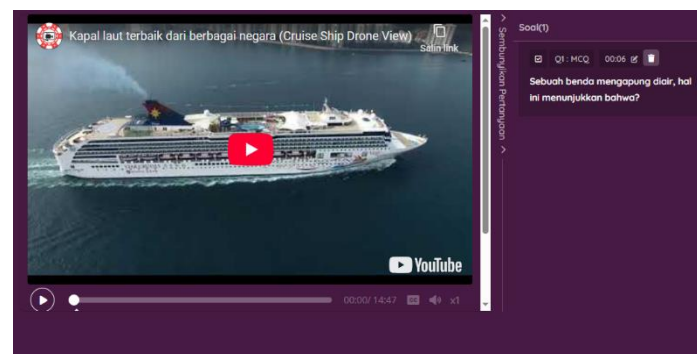 Kapal laut terbaik dari berbagai negara (Cruise Ship Drone View)
Salin link
YouTube
00:00/ 14:47
CC
x1
Sembunyikan Pertanyaan
Soal(1)
Q1 : MCQ
00:06
Sebuah benda mengapung diair, hal
ini menunjukkan bahwa?